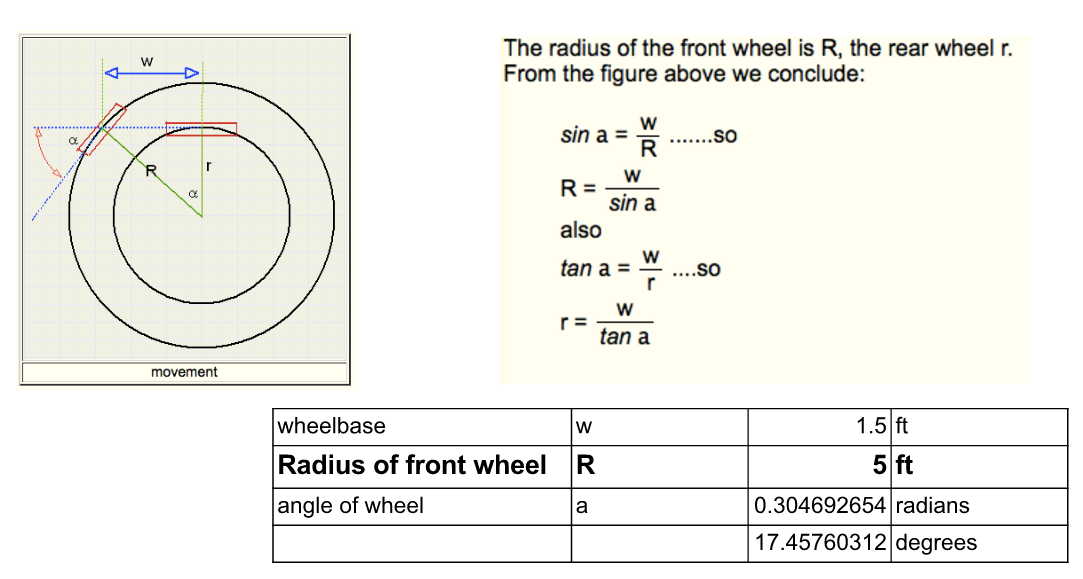 w
α
R
r
α
movement
The radius of the front wheel is R, the rear wheel r.
From the figure above we conclude:
sin a = w/R .......so
R = w/sin a
also
tan a = w/r ....so
r = w/tan a
wheelbase w 1.5 ft
Radius of front wheel R 5 ft
angle of wheel a 0.304692654 radians
17.45760312 degrees